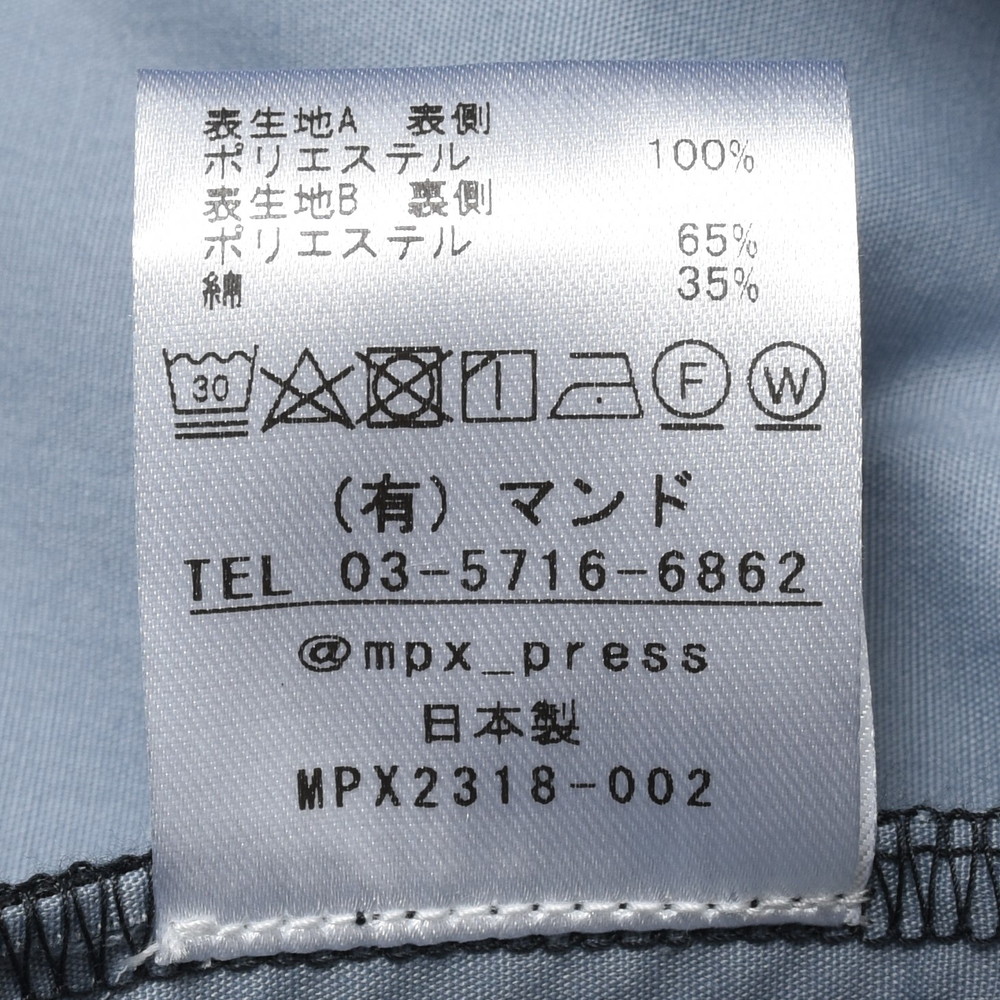 表生地A 表側
ポリエステル 100%
表生地B 裏側
ポリエステル 65%
綿 35%
30 F W
(有) マンド
TEL 03-5716-6862
@mpx_press
日本製
MPX2318-002